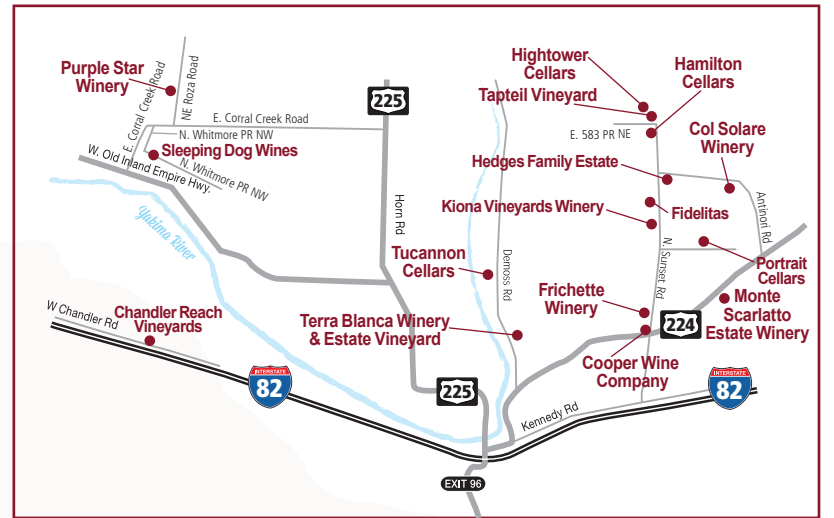 Purple Star
Winery
NE Roza Road
E. Corral Creek Road
E. Corral Creek Road
N. Whitmore PR NW
Sleeping Dog Wines
N. Whitmore PR NW
W. Old Inland Empire Hwy.
Yakima River
225
Horn Rd
Hightower
Cellars
Tapteil Vineyard
Hamilton
Cellars
E. 583 PR NE
Col Solare
Winery
Hedges Family Estate
Kiona Vineyards Winery
Fidelitas
Antinori Rd
Tucannon
Cellars
Demoss Rd
N. Sunset Rd
Portrait
Cellars
Frichette
Winery
Monte
Scarlatto
Estate Winery
224
W Chandler Rd
Chandler Reach
Vineyards
Terra Blanca Winery
& Estate Vineyard
Cooper Wine
Company
INTERSTATE
82
225
Kennedy Rd
INTERSTATE
82
EXIT 96